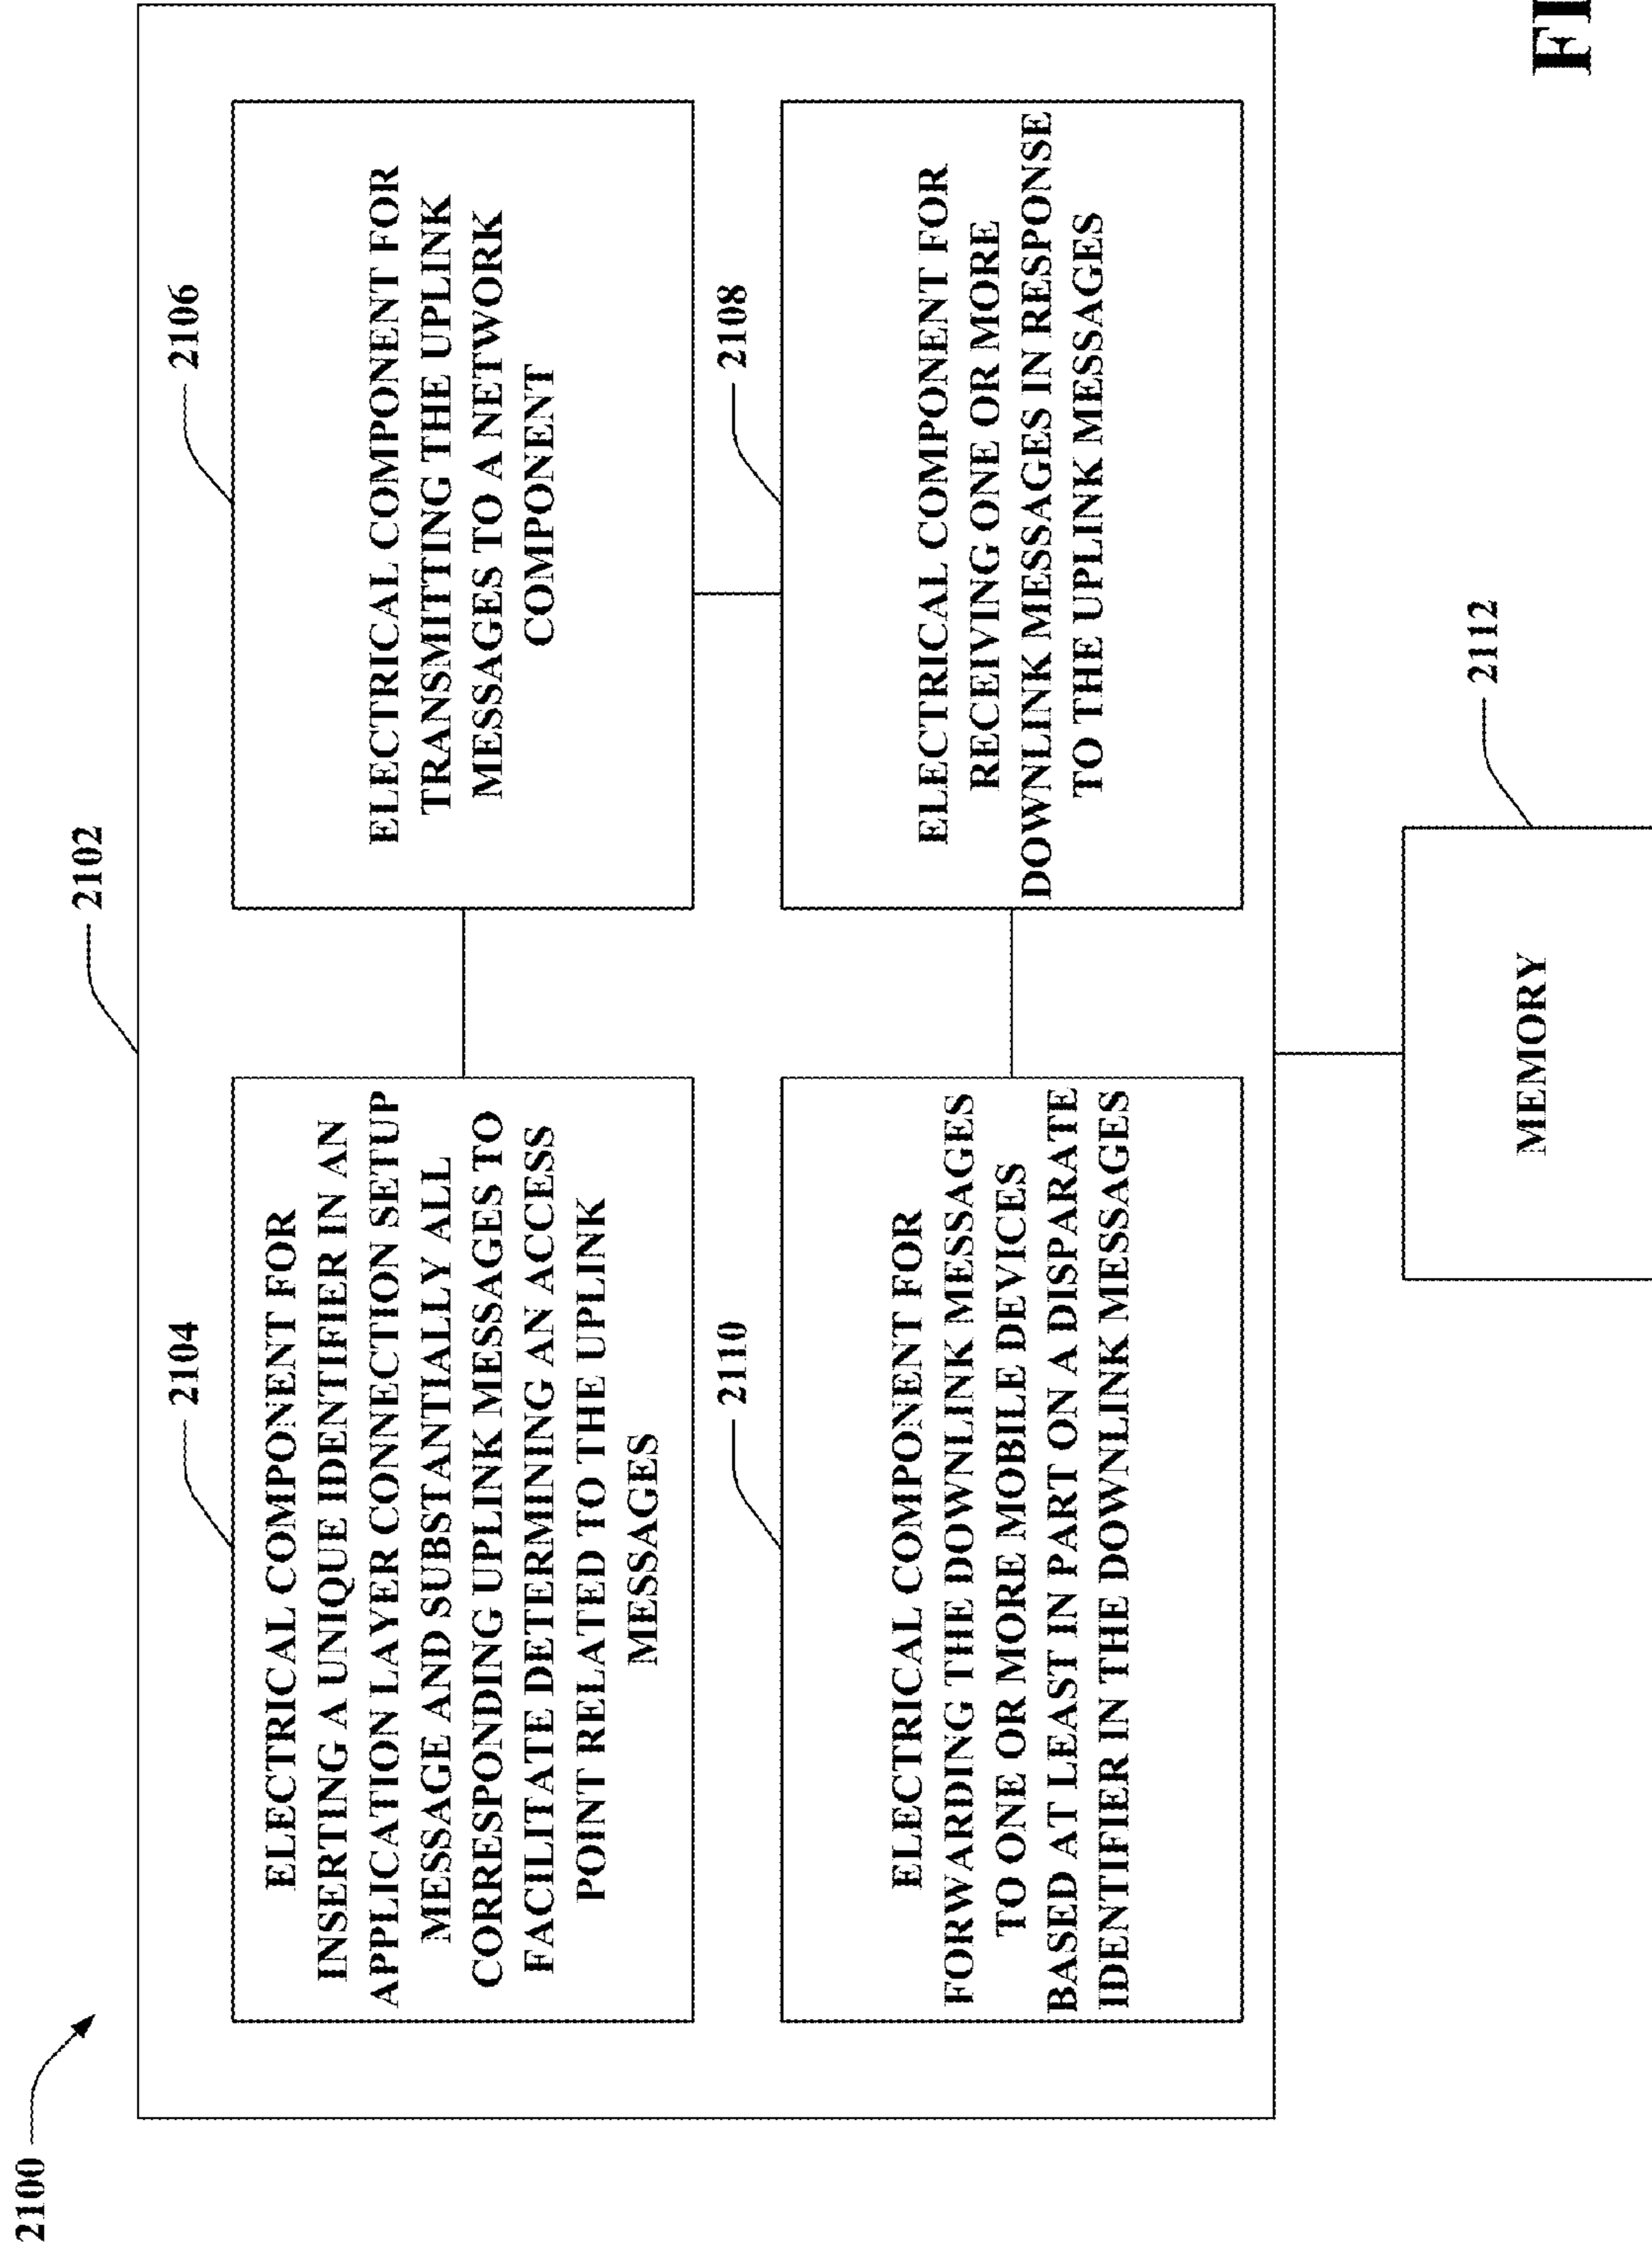 2100
2102
2104
ELECTRICAL COMPONENT FOR
INSERTING A UNIQUE IDENTIFIER IN AN
APPLICATION LAYER CONNECTION SETUP
MESSAGE AND SUBSTANTIALLY ALL
CORRESPONDING UPLINK MESSAGES TO
FACILITATE DETERMINING AN ACCESS
POINT RELATED TO THE UPLINK
MESSAGES
2106
ELECTRICAL COMPONENT FOR
TRANSMITTING THE UPLINK
MESSAGES TO A NETWORK
COMPONENT
2110
ELECTRICAL COMPONENT FOR
FORWARDING THE DOWNLINK MESSAGES
TO ONE OR MORE MOBILE DEVICES
BASED AT LEAST IN PART ON A DISPARATE
IDENTIFIER IN THE DOWNLINK MESSAGES
2108
ELECTRICAL COMPONENT FOR
RECEIVING ONE OR MORE
DOWNLINK MESSAGES IN RESPONSE
TO THE UPLINK MESSAGES
2112
MEMORY